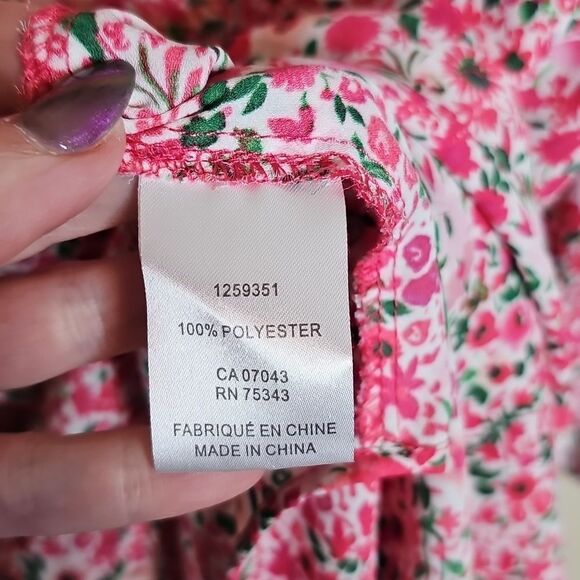 1259351
100% POLYESTER
CA 07043
RN 75343
FABRIQUÉ EN CHINE
MADE IN CHINA